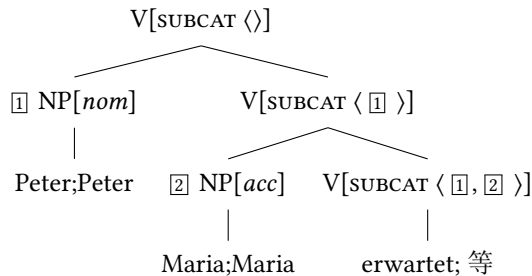 V[SUBCAT ⟨⟩]
1 NP[nom] V[SUBCAT ⟨ 1 ⟩]
Peter;Peter 2 NP[acc] V[SUBCAT ⟨ 1, 2 ⟩]
Maria;Maria erwartet; 等